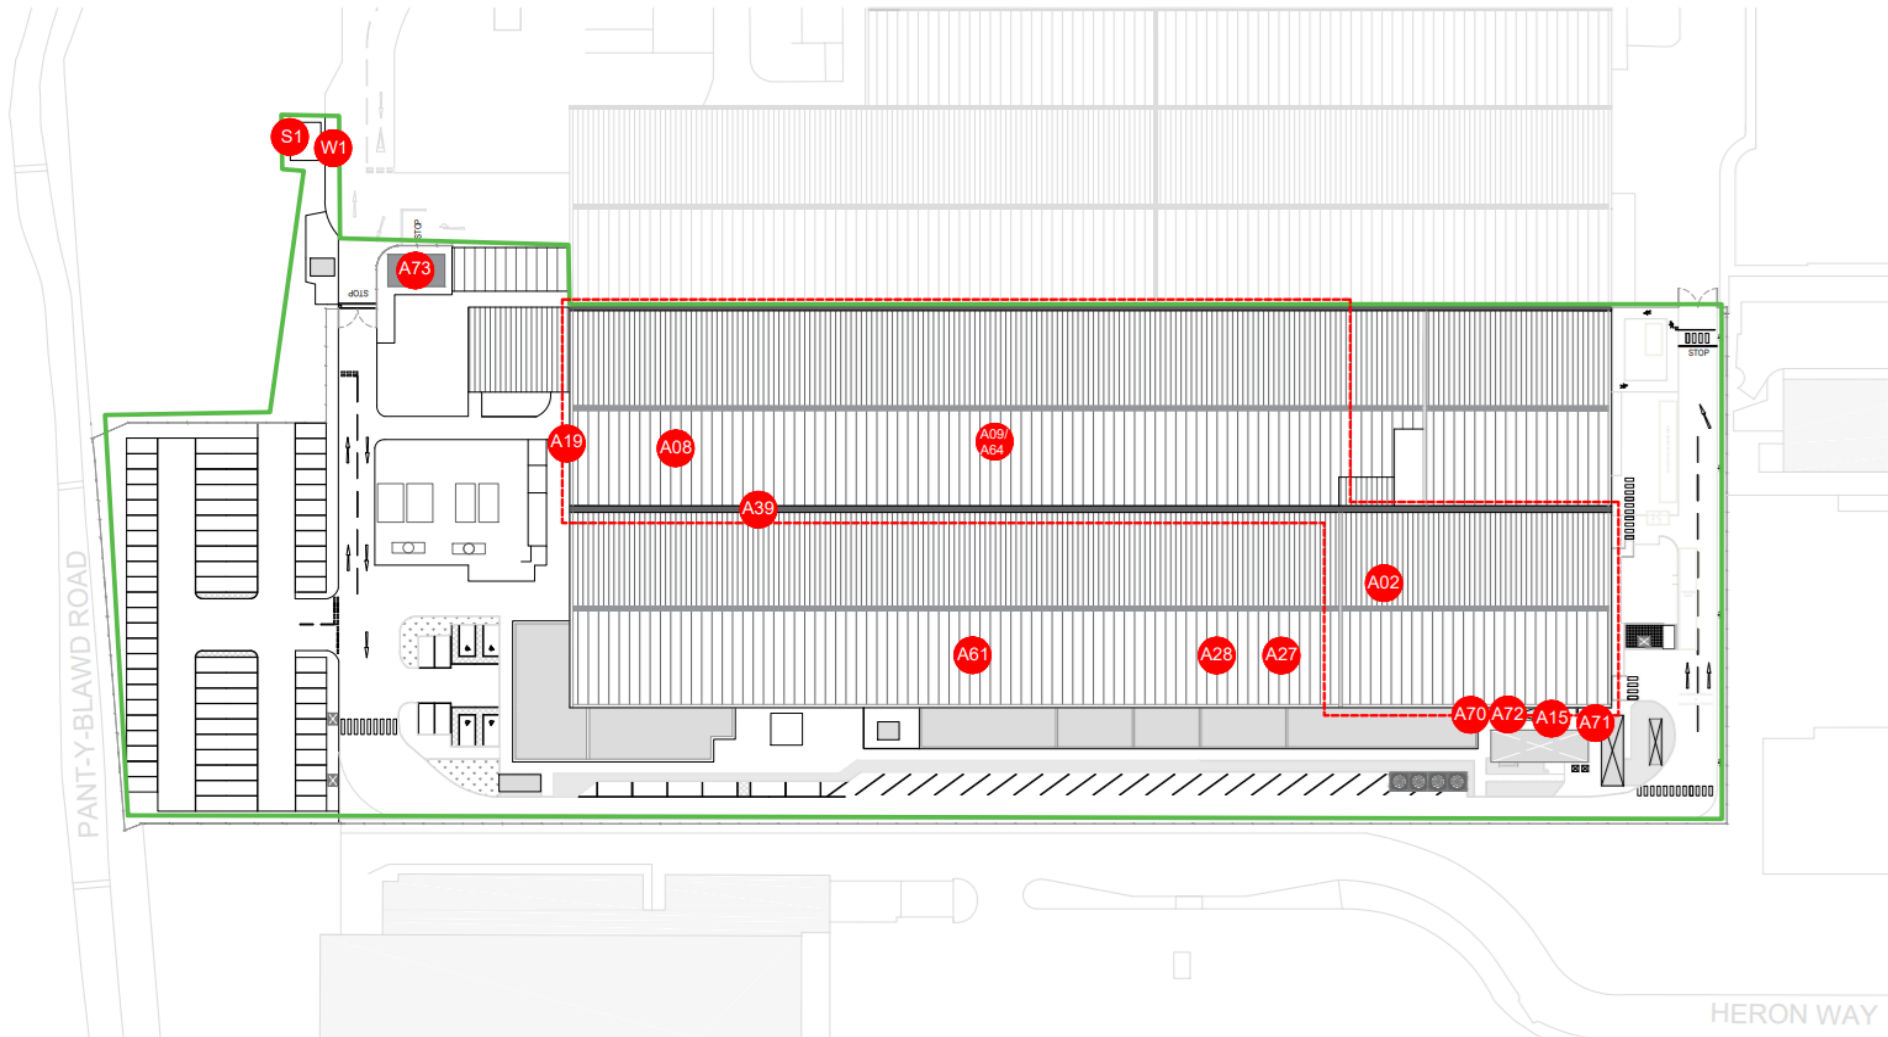 S1
W1
STOP
A73
STOP
STOP
A19
A08
A09/
A64
A39
A02
A61
A28
A27
A70
A72
A15
A71
PANT-Y-BLAWD ROAD
HERON WAY